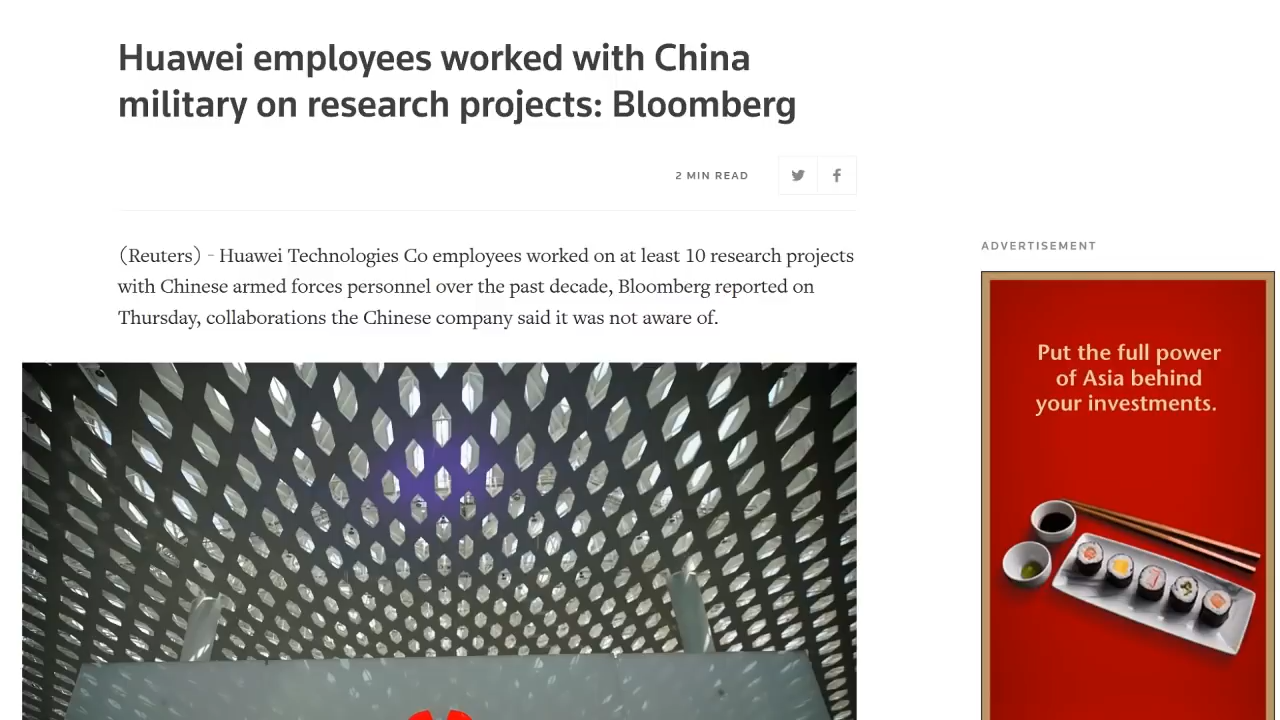 Huawei employees worked with China
military on research projects: Bloomberg
2 MIN READ
(Reuters) - Huawei Technologies Co employees worked on at least 10 research projects
with Chinese armed forces personnel over the past decade, Bloomberg reported on
Thursday, collaborations the Chinese company said it was not aware of.
ADVERTISEMENT
Put the full power
of Asia behind
your investments.